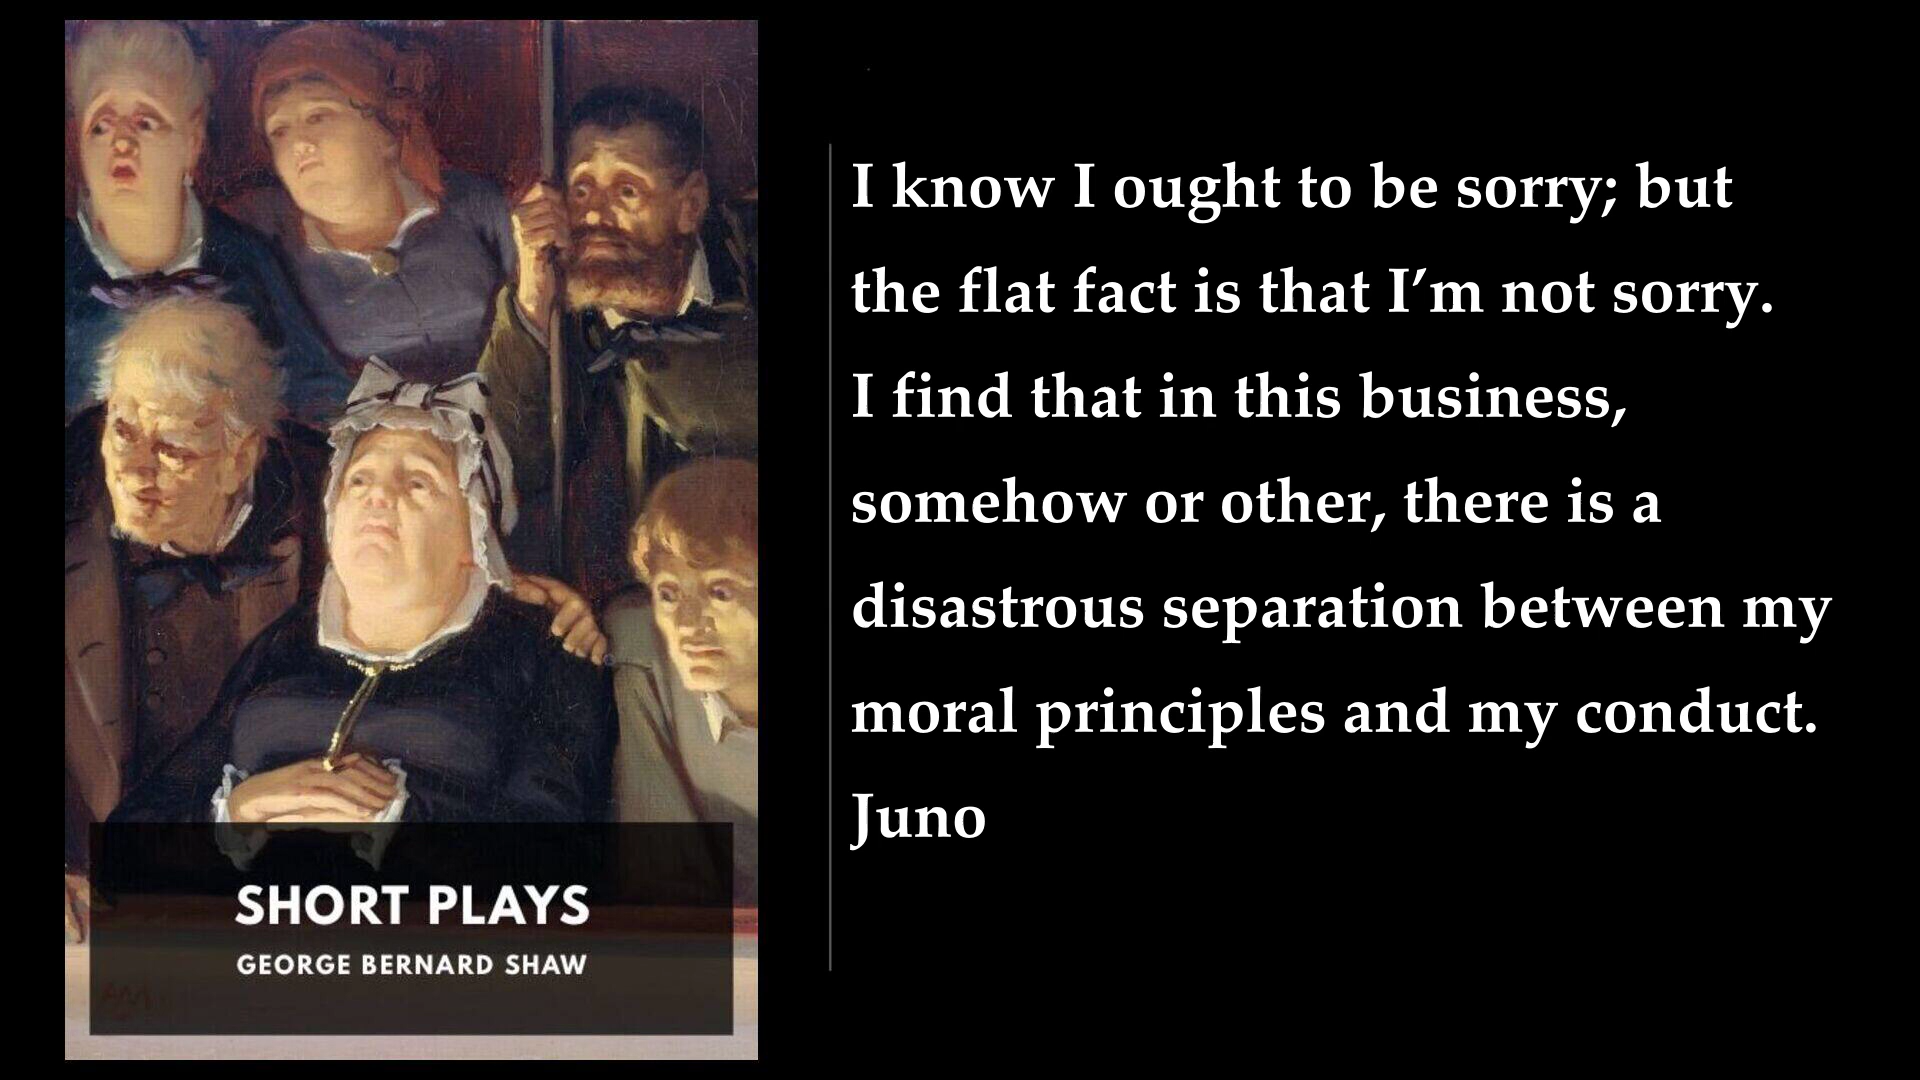 SHORT PLAYS
GEORGE BERNARD SHAW
I know I ought to be sorry; but
the flat fact is that I’m not sorry.
I find that in this business,
somehow or other, there is a
disastrous separation between my
moral principles and my conduct.
Juno